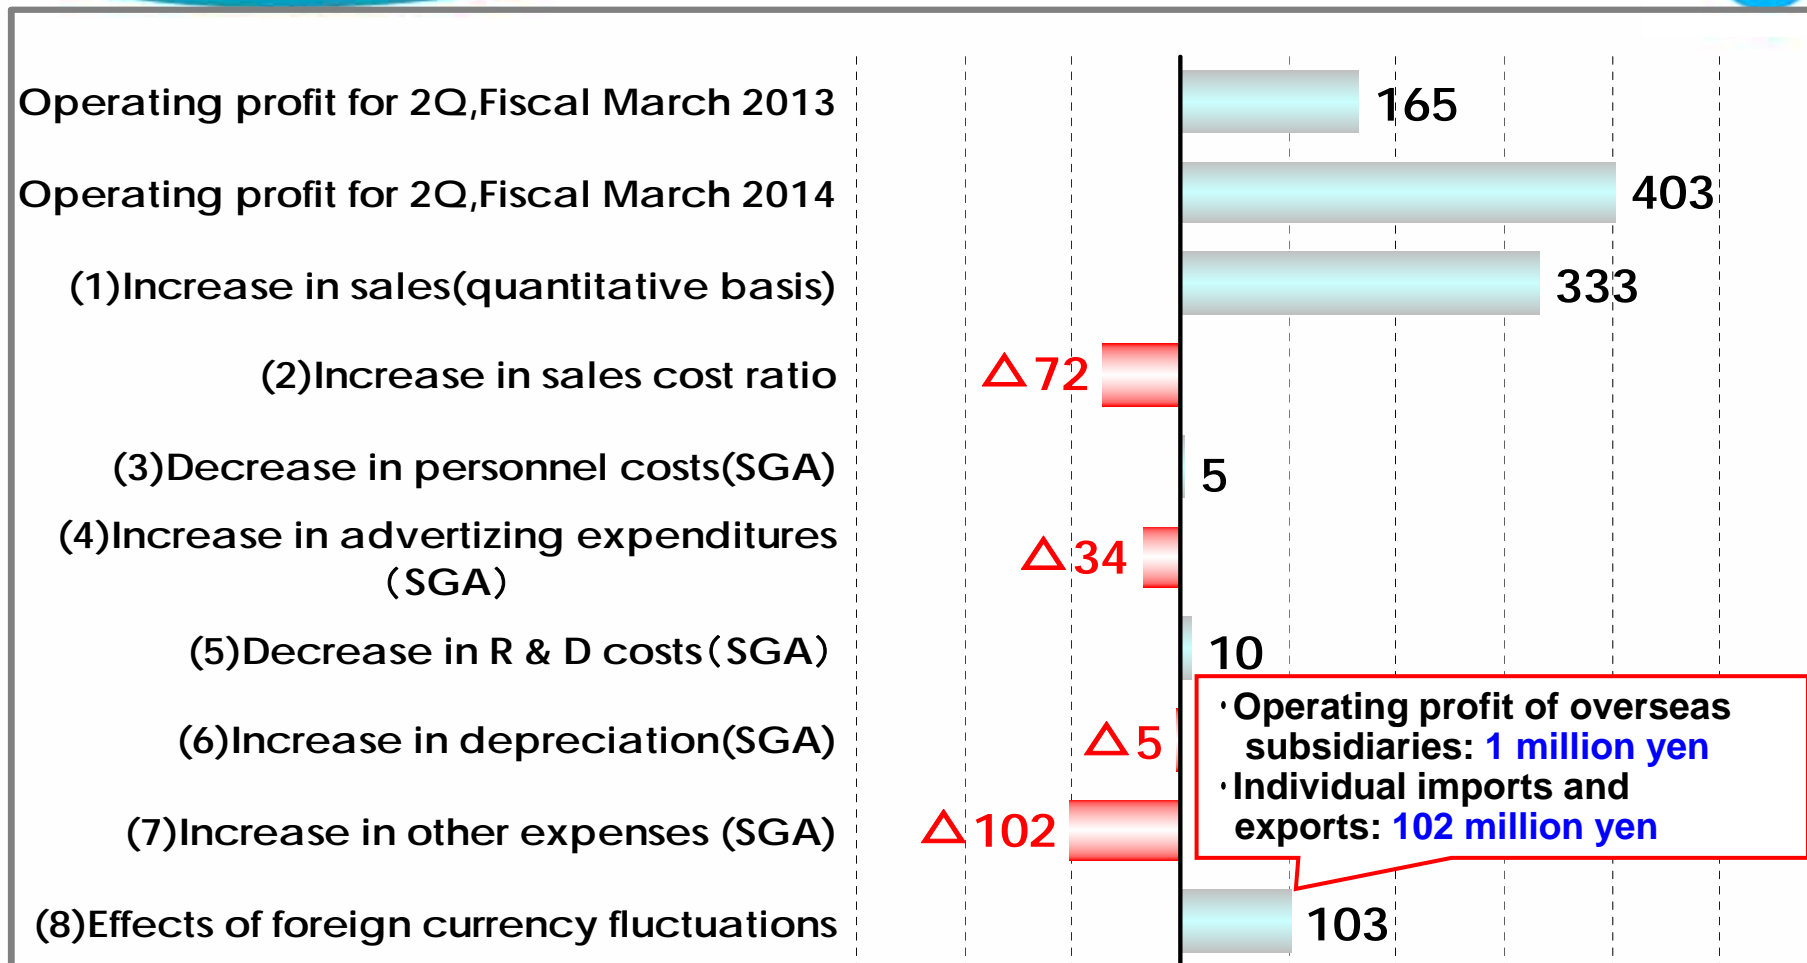 Operating profit for 2Q,Fiscal March 2013
165
Operating profit for 2Q,Fiscal March 2014
403
(1)Increase in sales(quantitative basis)
333
(2)Increase in sales cost ratio
△72
(3)Decrease in personnel costs(SGA)
5
(4)Increase in advertizing expenditures
（SGA）
△34
(5)Decrease in R & D costs（SGA）
10
(6)Increase in depreciation(SGA)
△5
・Operating profit of overseas
subsidiaries: 1 million yen
・Individual imports and
exports: 102 million yen
(7)Increase in other expenses (SGA)
△102
(8)Effects of foreign currency fluctuations
103